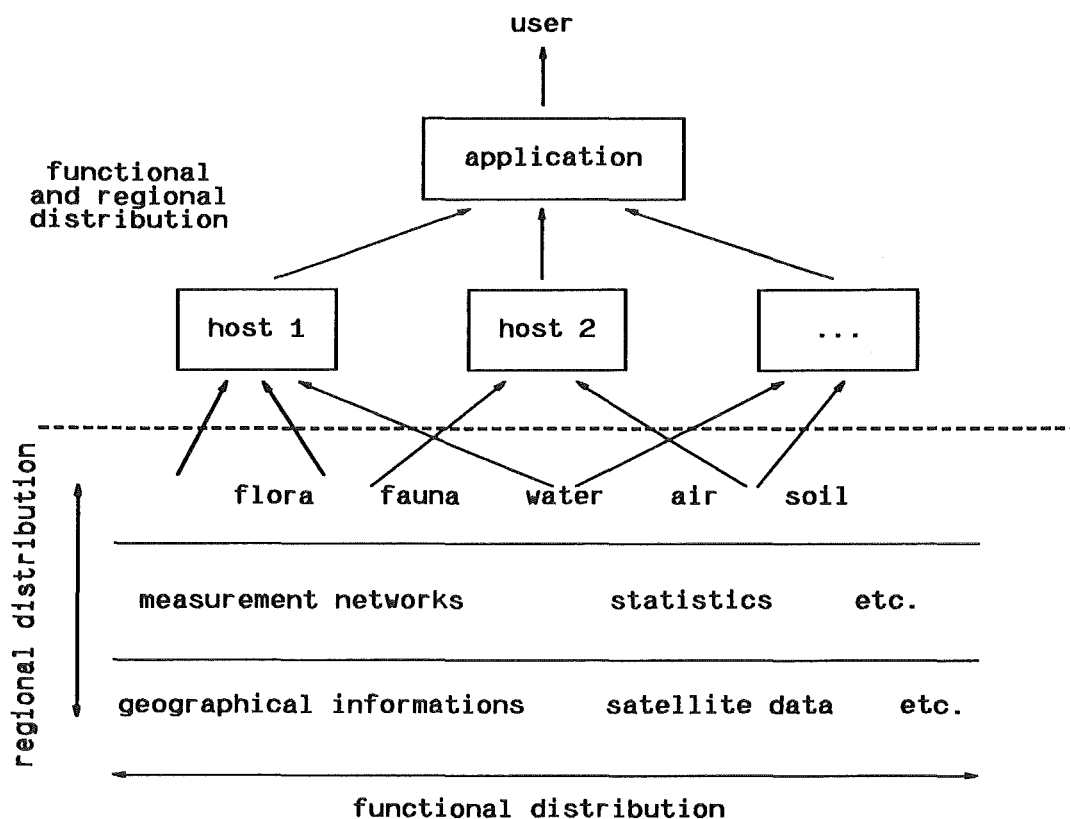 user
application
functional
and regional
distribution
host 1 host 2 ...
flora fauna water air soil
measurement networks statistics etc.
geographical informations satellite data etc.
regional distribution
functional distribution